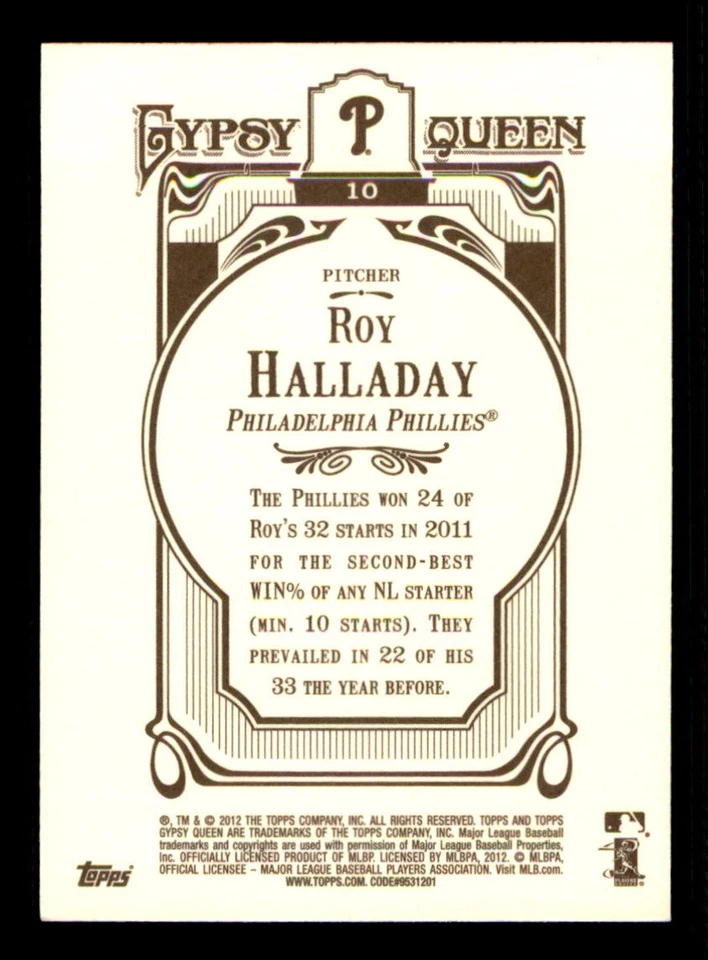 GYPSY P QUEEN
10
PITCHER
ROY
HALLADAY
PHILADELPHIA PHILLIES®
THE PHILLIES WON 24 OF
ROY'S 32 STARTS IN 2011
FOR THE SECOND-BEST
WIN% OF ANY NL STARTER
(MIN. 10 STARTS). THEY
PREVAILED IN 22 OF HIS
33 THE YEAR BEFORE.
®, TM & © 2012 THE TOPPS COMPANY, INC. ALL RIGHTS RESERVED. TOPPS AND TOPPS
GYPSY QUEEN ARE TRADEMARKS OF THE TOPPS COMPANY, INC. Major League Baseball
trademarks and copyrights are used with permission of Major League Baseball Properties,
Inc. OFFICIALLY LICENSED PRODUCT OF MLBP. LICENSED BY MLBPA, 2012. © MLBPA,
OFFICIAL LICENSEE – MAJOR LEAGUE BASEBALL PLAYERS ASSOCIATION. Visit MLB.com.
WWW.TOPPS.COM. CODE#9531201
topps®